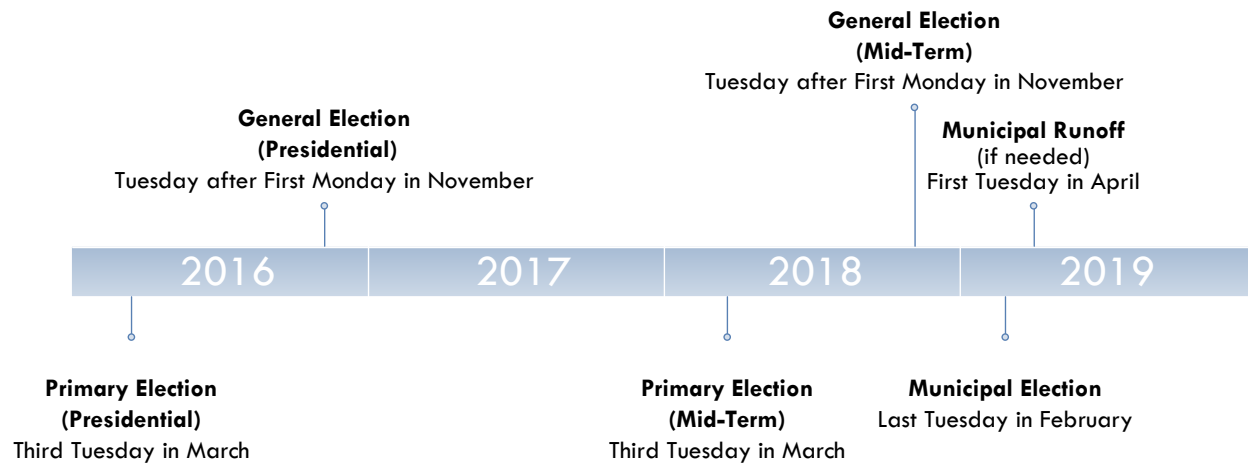 General Election
(Mid-Term)
Tuesday after First Monday in November
General Election
(Presidential)
Tuesday after First Monday in November
Municipal Runoff
(if needed)
First Tuesday in April
2016
2017
2018
2019
Primary Election
(Presidential)
Third Tuesday in March
Primary Election
(Mid-Term)
Third Tuesday in March
Municipal Election
Last Tuesday in February